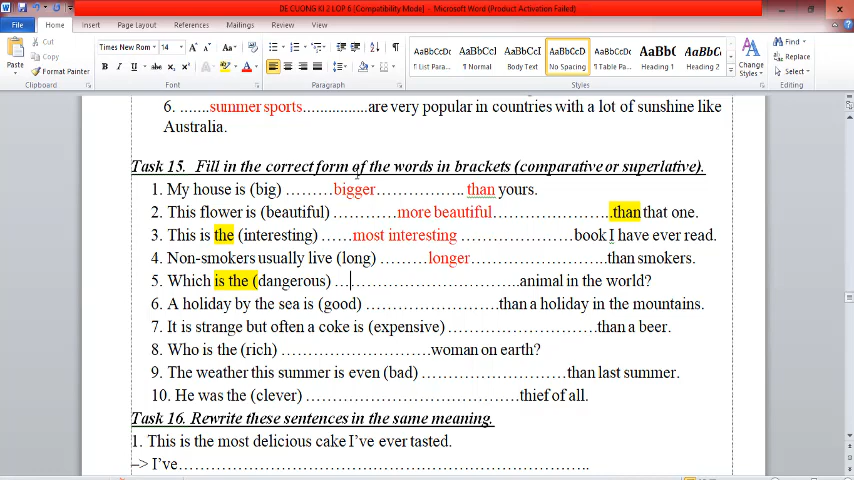 DE CUONG KI 2 LOP 6 [Compatibility Mode] - Microsoft Word (Product Activation Failed)
File Home Insert Page Layout References Mailings Review View
Paste Cut Copy Format Painter
Times New Rom 14
B I U abc
Clipboard Font Paragraph Styles Editing
AaBbCcDc AaBbCcI AaBbCcI AaBbCcD AaBbCcDc AaBbC AaBbCc
¶ List Para... ¶ Normal Body Text ¶ No Spacing ¶ Table Pa... Heading 1 Heading 2
Change Styles
Find
Replace
Select
6. ........summer sports................are very popular in countries with a lot of sunshine like
Australia.
Task 15. Fill in the correct form of the words in brackets (comparative or superlative).
1. My house is (big) ………bigger…………….. than yours.
2. This flower is (beautiful) …………more beautiful…………………..than that one.
3. This is the (interesting) ……most interesting …………………book I have ever read.
4. Non-smokers usually live (long) ………longer………………………than smokers.
5. Which is the (dangerous) …………………………………..animal in the world?
6. A holiday by the sea is (good) ……………………………than a holiday in the mountains.
7. It is strange but often a coke is (expensive) ………………………….than a beer.
8. Who is the (rich) ………………………….woman on earth?
9. The weather this summer is even (bad) …………………………than last summer.
10. He was the (clever) …………………………………….thief of all.
Task 16. Rewrite these sentences in the same meaning.
1. This is the most delicious cake I’ve ever tasted.
–> I’ve…………………………………………………………………..